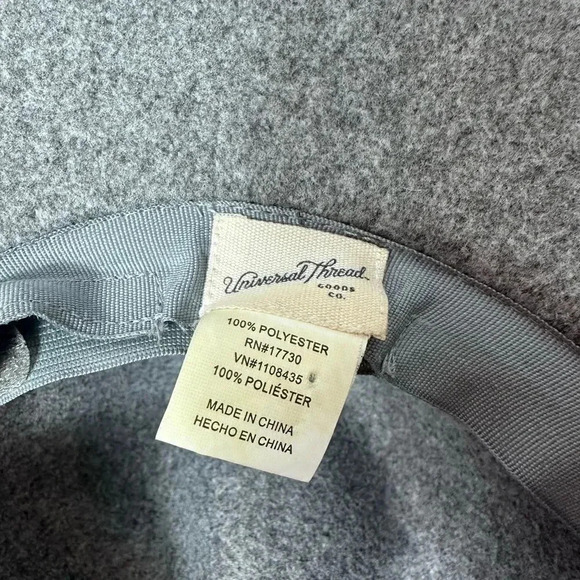 Universal Thread
GOODS
CO.
100% POLYESTER
RN#17730
VN#1108435
100% POLIÉSTER
MADE IN CHINA
HECHO EN CHINA